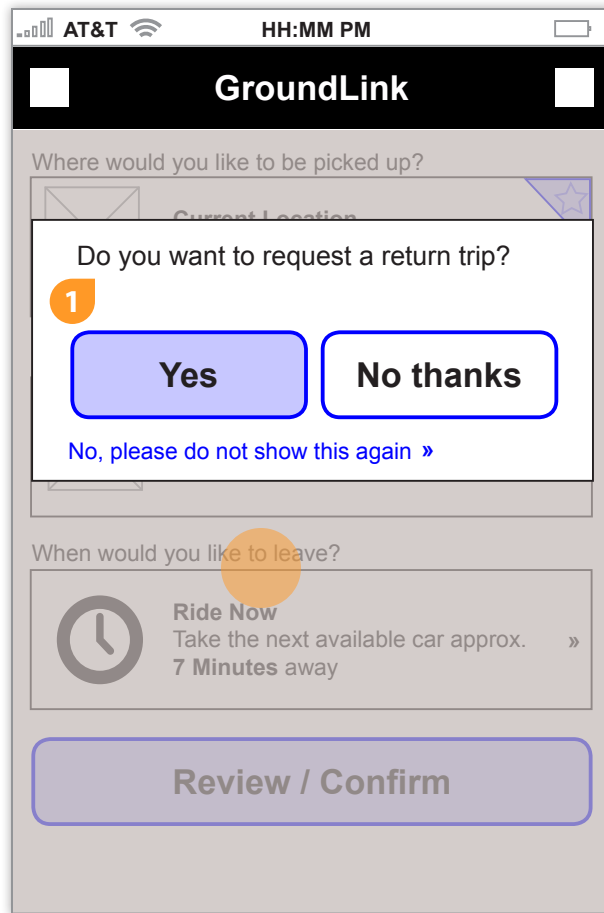 AT&T HH:MM PM
GroundLink
Where would you like to be picked up?
Current Location
Do you want to request a return trip?
1
Yes No thanks
No, please do not show this again »
When would you like to leave?
Ride Now
Take the next available car approx. »
7 Minutes away
Review / Confirm